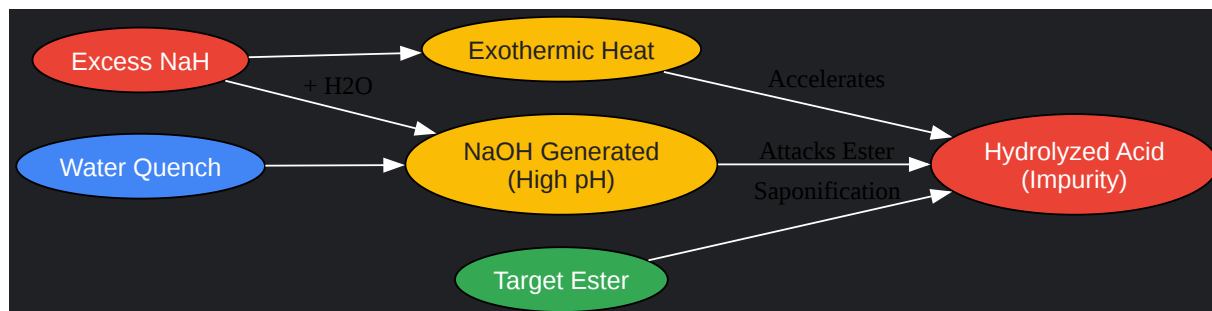 Excess NaH
Exothermic Heat
+ H2O
Accelerates
Water Quench
NaOH Generated
(High pH)
Attacks Ester
Hydrolyzed Acid
(Impurity)
Saponification
Target Ester